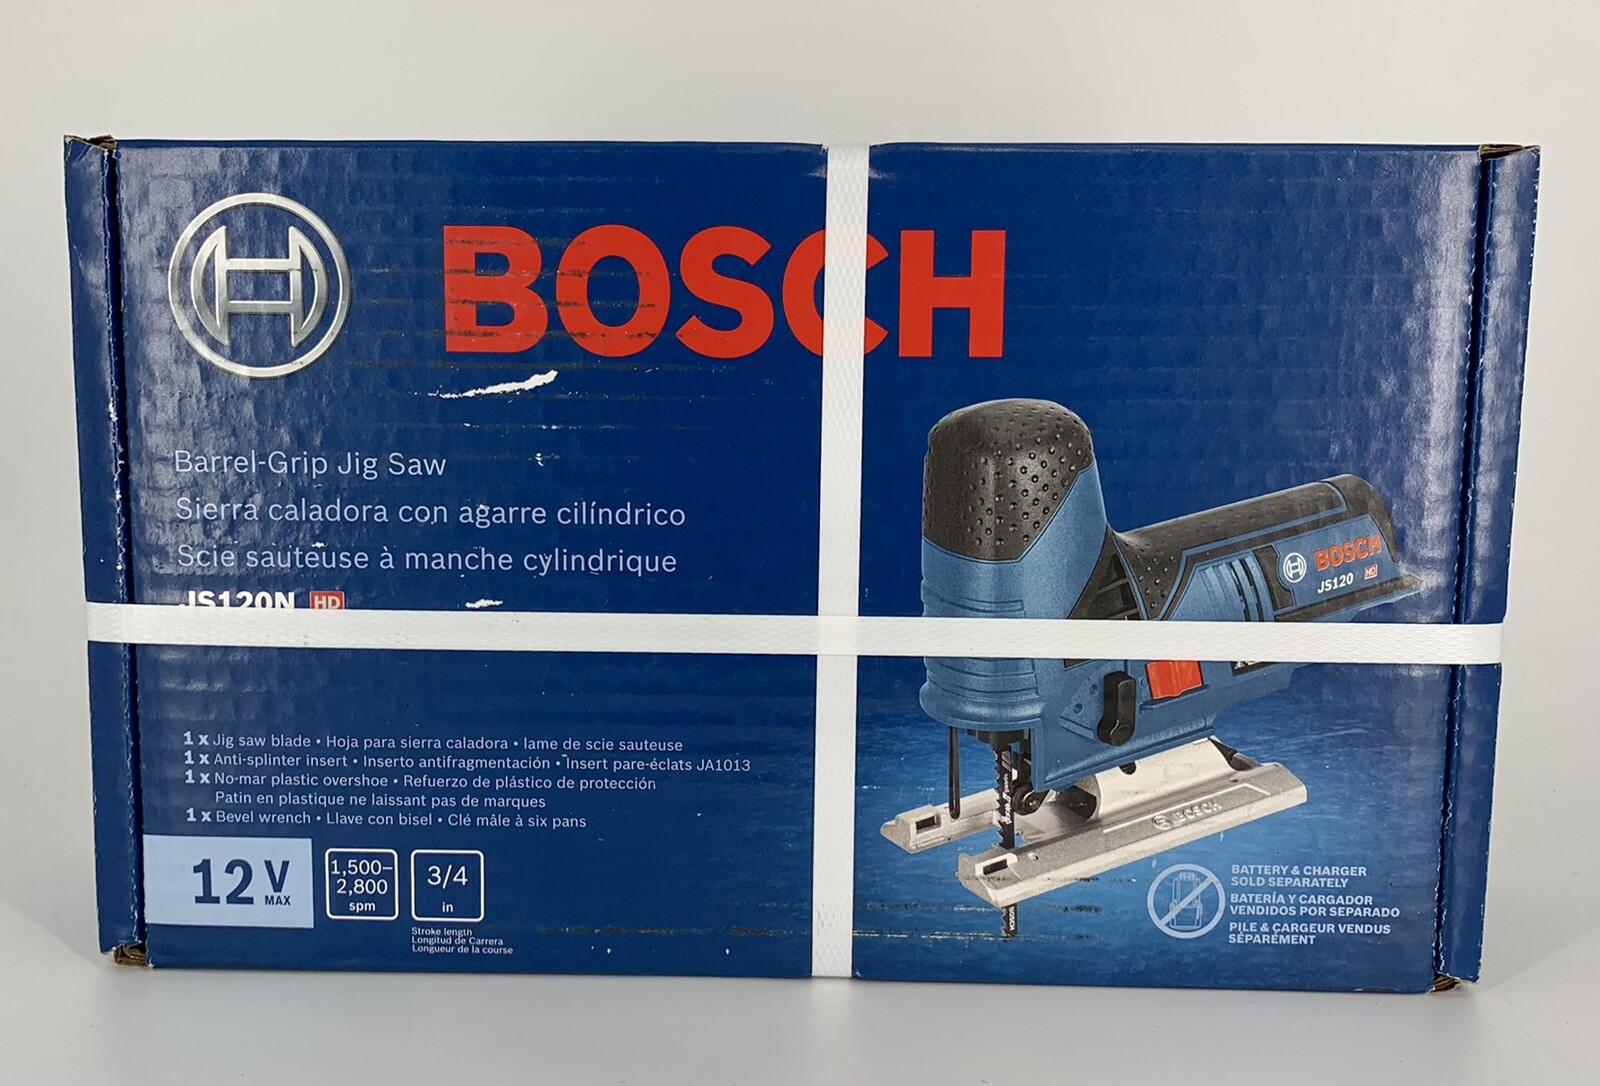 BOSCH
Barrel-Grip Jig Saw
Sierra caladora con agarre cilíndrico
Scie sauteuse à manche cylindrique
JS120N HD
BOSCH
JS120 HD
1 x Jig saw blade • Hoja para sierra caladora • lame de scie sauteuse
1 x Anti-splinter insert • Inserto antifragmentación • Insert pare-éclats JA1013
1 x No-mar plastic overshoe • Refuerzo de plástico de protección
Patin en plastique ne laissant pas de marques
1 x Bevel wrench • Llave con bisel • Clé mâle à six pans
BOSCH
12 V MAX
1,500–
2,800
spm
3/4
in
Stroke length
Longitud de Carrera
Longueur de la course
BATTERY & CHARGER
SOLD SEPARATELY
BATERÍA Y CARGADOR
VENDIDOS POR SEPARADO
PILE & CARGEUR VENDUS
SÉPARÉMENT